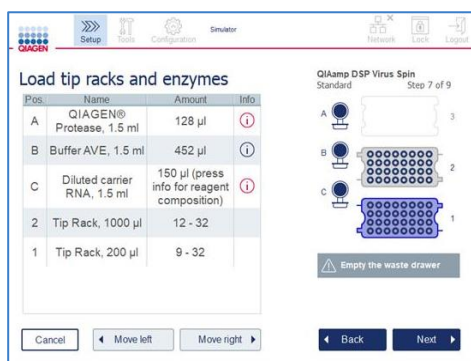 QIAGEN
Setup
Tools
Configuration
Simulator
Network
Lock
Logout
Load tip racks and enzymes
QIAamp DSP Virus Spin
Standard Step 7 of 9
Pos. Name Amount Info
A QIAGEN® Protease, 1.5 ml 128 µl
B Buffer AVE, 1.5 ml 452 µl
C Diluted carrier RNA, 1.5 ml 150 µl (press info for reagent composition)
2 Tip Rack, 1000 µl 12 - 32
1 Tip Rack, 200 µl 9 - 32
A
3
B
2
C
1
Empty the waste drawer
Cancel
Move left
Move right
Back
Next